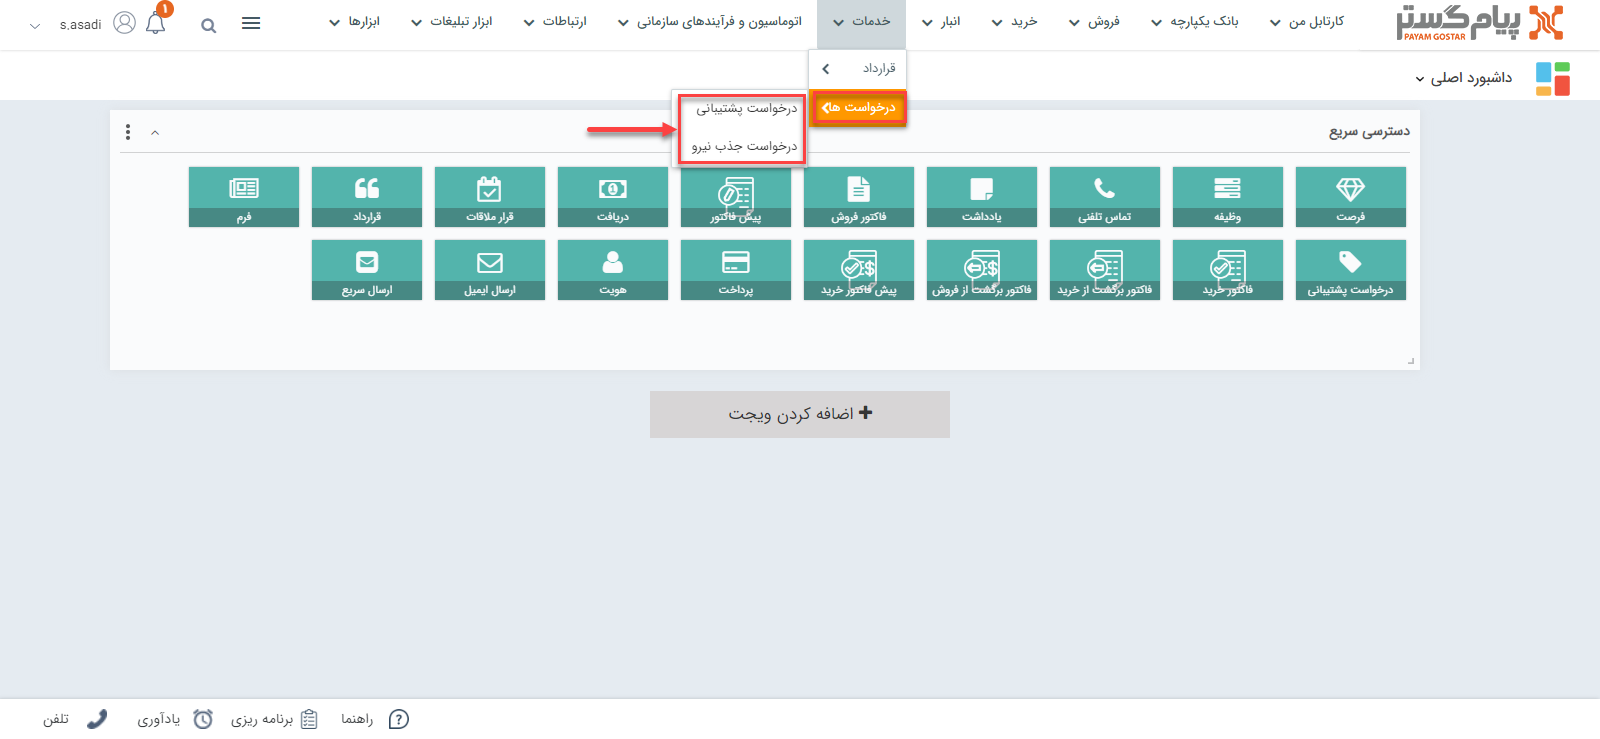 پیام گستر
PAYAM GOSTAR
کارتابل من
بانک یکپارچه
فروش
خرید
انبار
خدمات
اتوماسیون و فرآیندهای سازمانی
ارتباطات
ابزار تبلیغات
ابزارها
۱
s.asadi
داشبورد اصلی
قرارداد
درخواست ها
درخواست پشتیبانی
درخواست جذب نیرو
دسترسی سریع
فرصت
وظیفه
تماس تلفنی
یادداشت
فاکتور فروش
پیش فاکتور
دریافت
قرار ملاقات
قرارداد
فرم
درخواست پشتیبانی
فاکتور خرید
فاکتور برگشت از خرید
فاکتور برگشت از فروش
پیش فاکتور خرید
پرداخت
هویت
ارسال ایمیل
ارسال سریع
اضافه کردن ویجت
راهنما
برنامه ریزی
یادآوری
تلفن